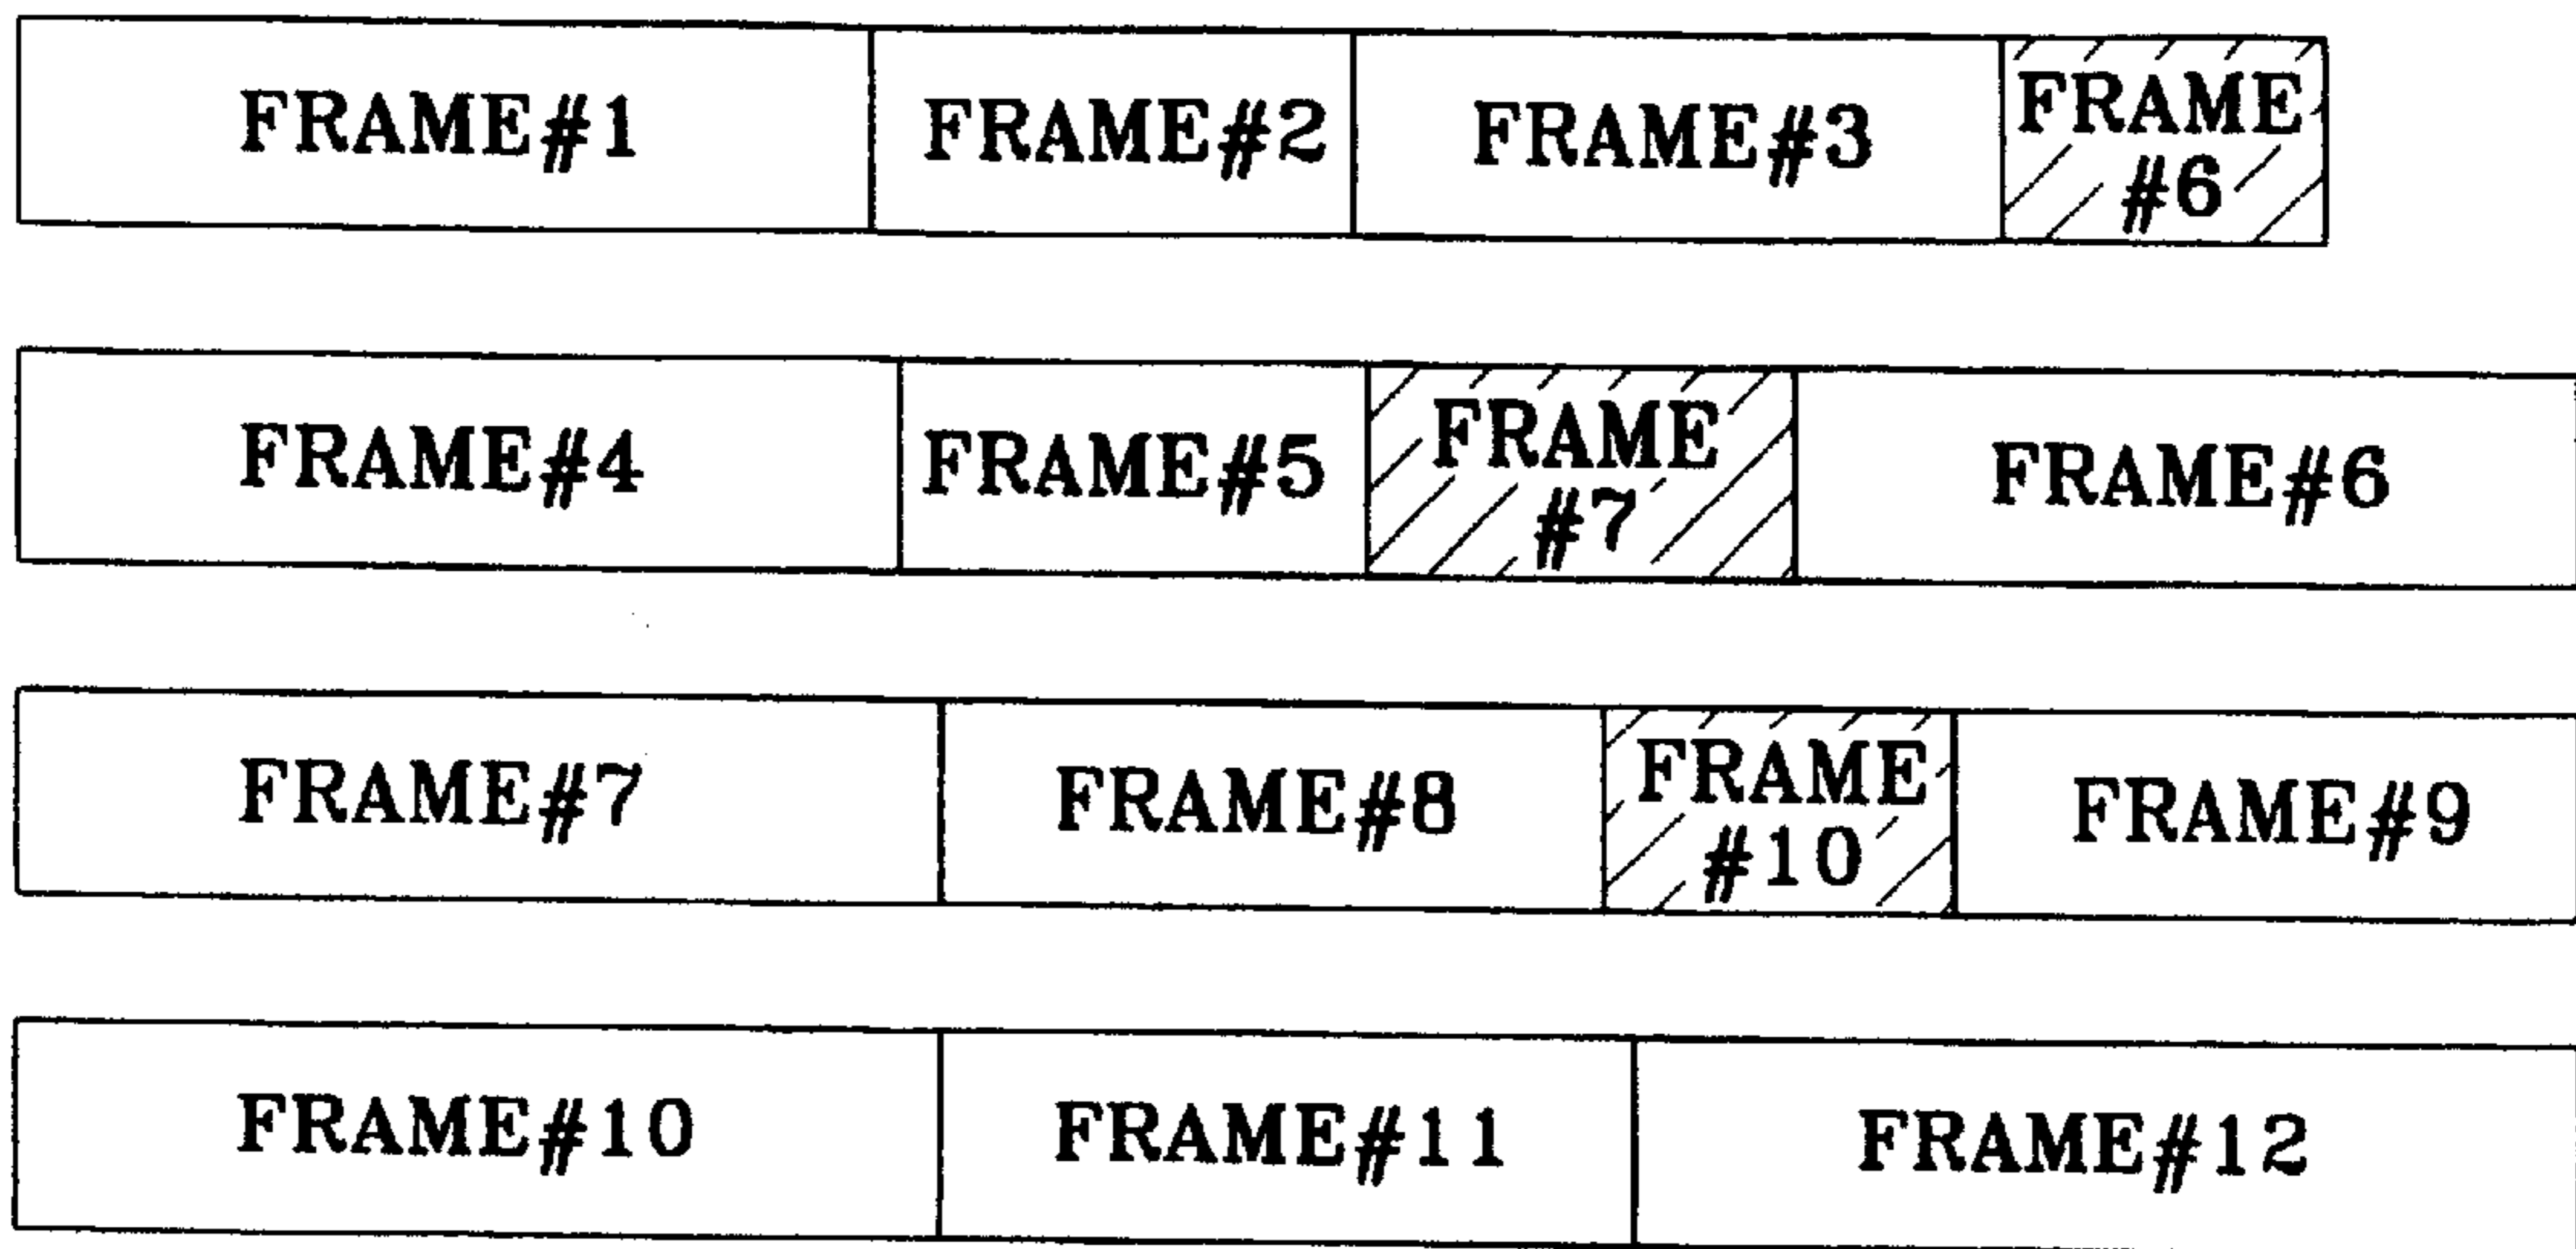 FRAME#1 FRAME#2 FRAME#3 FRAME
#6
FRAME#4 FRAME#5 FRAME
#7 FRAME#6
FRAME#7 FRAME#8 FRAME
#10 FRAME#9
FRAME#10 FRAME#11 FRAME#12